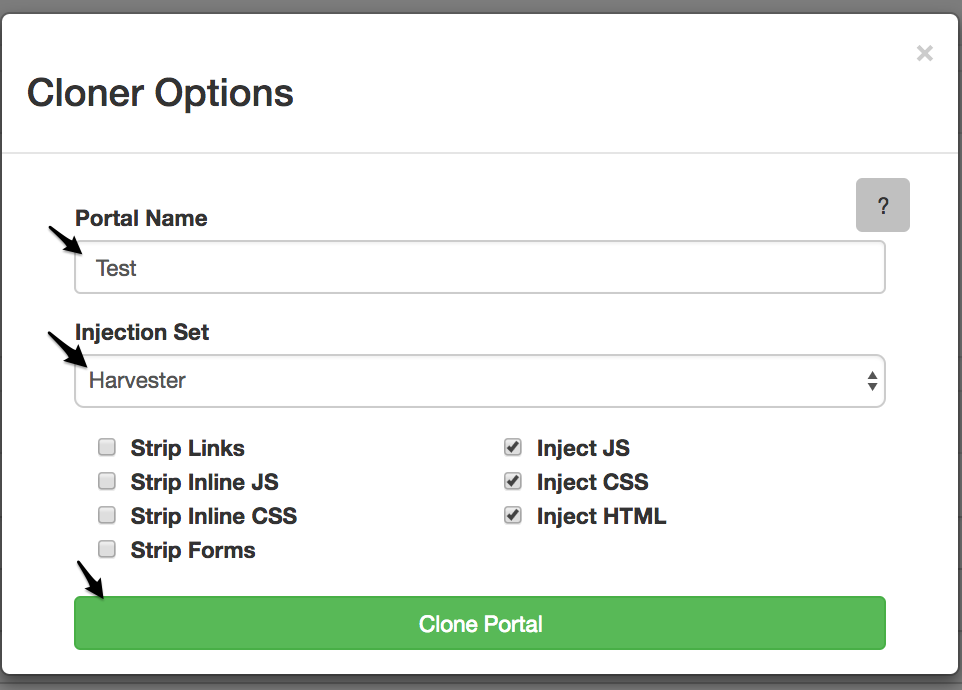 ×
Cloner Options
?
Portal Name
Test
Injection Set
Harvester
Strip Links
Strip Inline JS
Strip Inline CSS
Strip Forms
Inject JS
Inject CSS
Inject HTML
Clone Portal